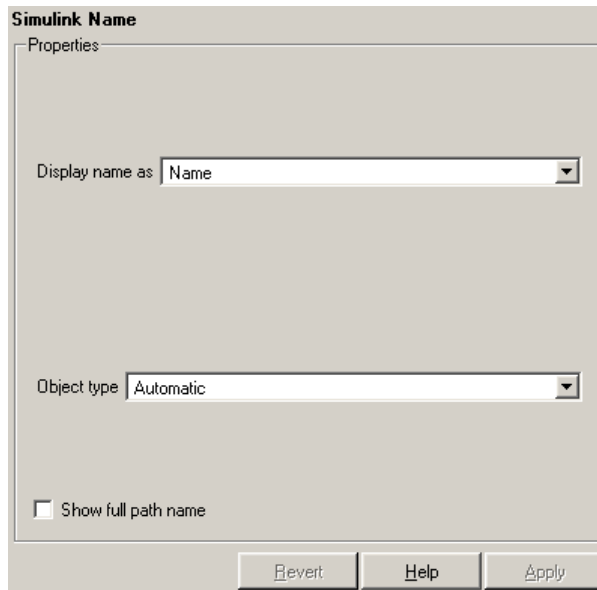 Simulink Name
Properties
Display name as Name
Object type Automatic
Show full path name
Revert Help Apply